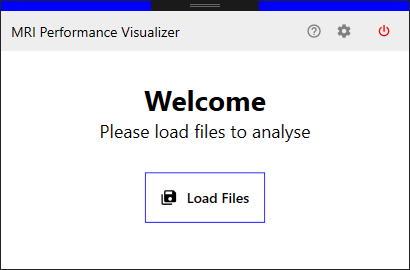 MRI Performance Visualizer
Welcome
Please load files to analyse
Load Files